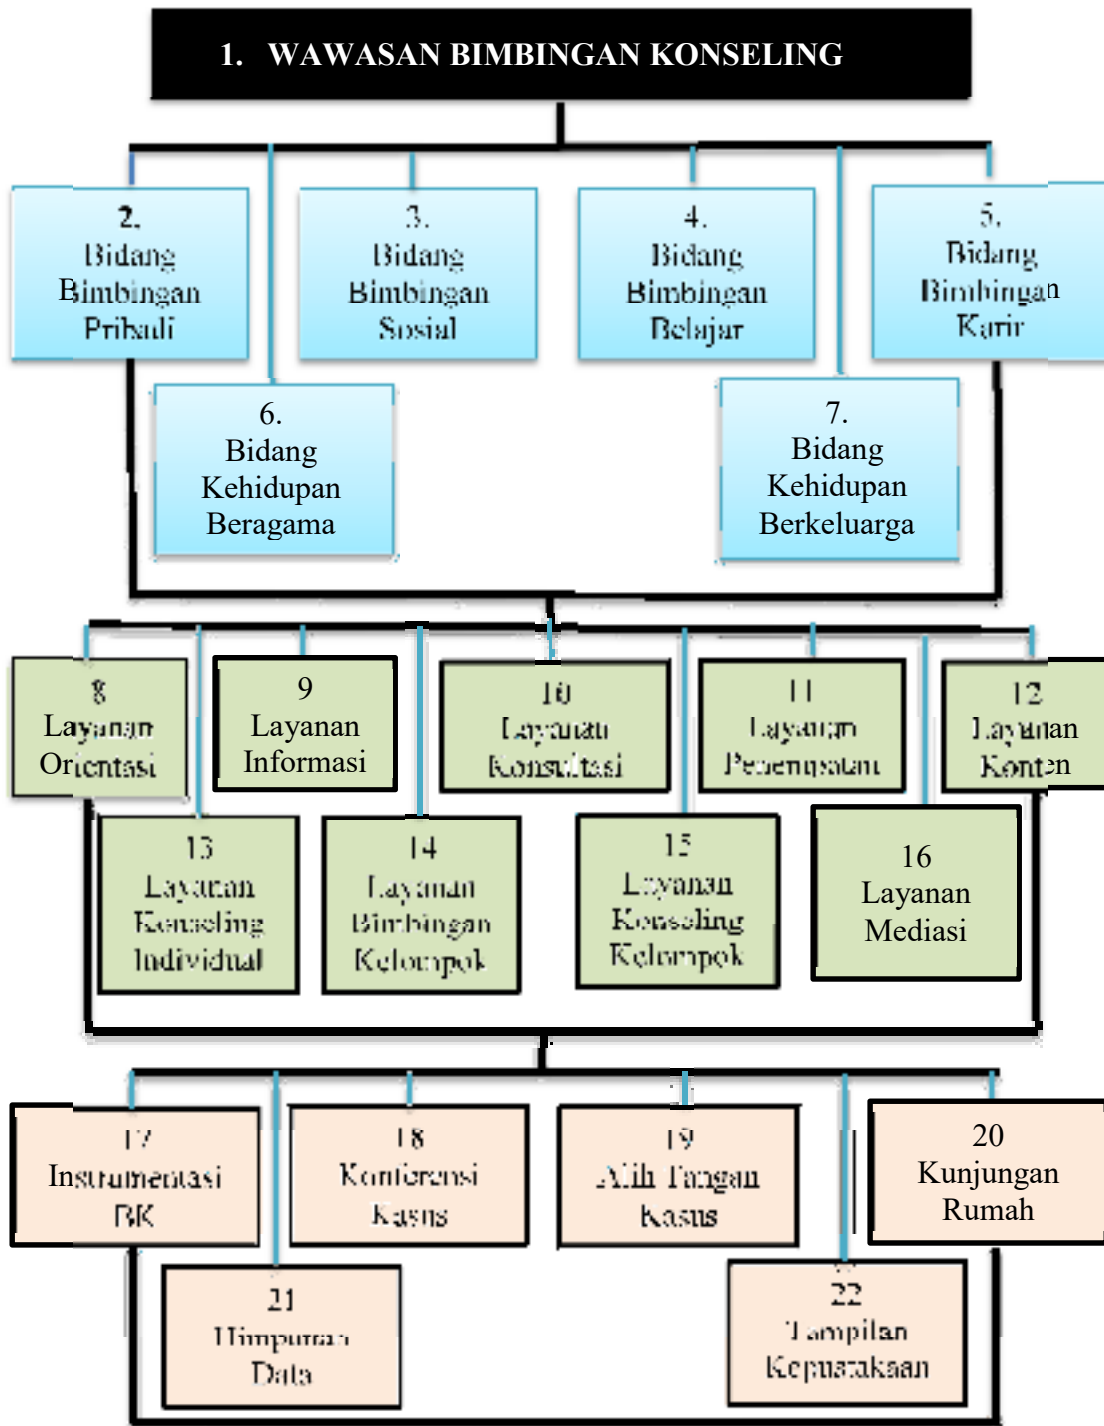 1. WAWASAN BIMBINGAN KONSELING
2.
Bidang
Bimbingan
Pribadi
3.
Bidang
Bimbingan
Sosial
4.
Bidang
Bimbingan
Belajar
5.
Bidang
Bimbingan
Karir
6.
Bidang
Kehidupan
Beragama
7.
Bidang
Kehidupan
Berkeluarga
8
Layanan
Orientasi
9
Layanan
Informasi
10
Layanan
Konsultasi
11
Layanan
Penempatan
12
Layanan
Konten
13
Layanan
Konseling
Individual
14
Layanan
Bimbingan
Kelompok
15
Layanan
Konseling
Kelompok
16
Layanan
Mediasi
17
Instrumentasi
BK
18
Konferensi
Kasus
19
Alih Tangan
Kasus
20
Kunjungan
Rumah
21
Himpunan
Data
22
Tampilan
Kepustakaan